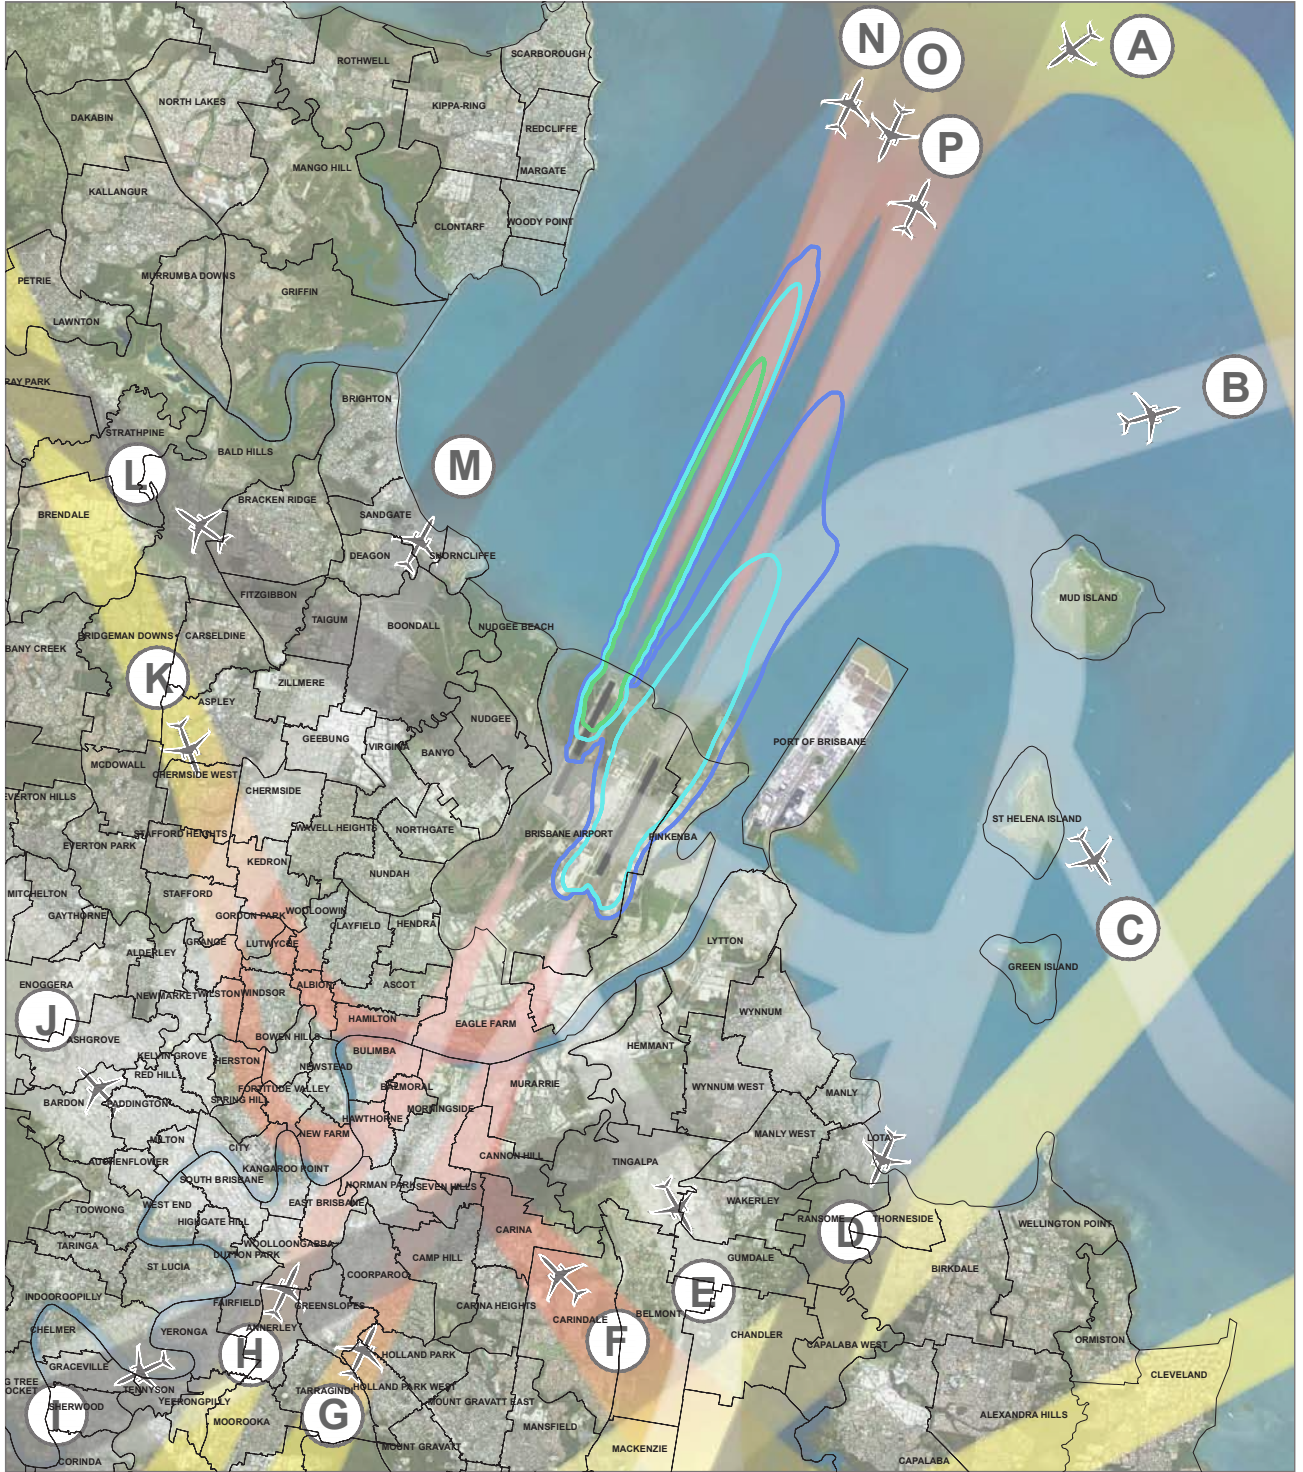 N
O
A
SCARBOROUGH
ROTHWELL
NORTH LAKES
KIPPA-RING
DAKABIN
REDCLIFFE
P
MANGO HILL
MARGATE
KALLANGUR
WOODY POINT
CLONTARF
MURRUMBA DOWNS
PETRIE
GRIFFIN
LAWNTON
RAY PARK
B
BRIGHTON
STRATHPINE
BALD HILLS
L
M
BRACKEN RIDGE
BRENDALE
SANDGATE
DEAGON
SHORNCLIFFE
FITZGIBBON
MUD ISLAND
TAIGUM
BOONDALL
NUDGEE BEACH
BRIDGEMAN DOWNS
CARSELDINE
BANY CREEK
K
ZILLMERE
ASPLEY
NUDGEE
GEEBUNG
VIRGINIA
BANYO
PORT OF BRISBANE
MCDOWALL
CHERMSIDE WEST
CHERMSIDE
EVERTON HILLS
ST HELENA ISLAND
STAFFORD HEIGHTS
WAVELL HEIGHTS
NORTHGATE
BRISBANE AIRPORT
PINKENBA
EVERTON PARK
KEDRON
NUNDAH
MITCHELTON
STAFFORD
GAYTHORNE
GORDON PARK
WOOLOOWIN
CLAYFIELD
HENDRA
C
GRANGE
LUTWYCHE
LYTTON
ALDERLEY
GREEN ISLAND
ENOGGERA
ALBION
ASCOT
NEWMARKET
WILSTON
WINDSOR
J
WYNNUM
HAMILTON
EAGLE FARM
ASHGROVE
BOWEN HILLS
HEMMANT
BULIMBA
KELVIN GROVE
HERSTON
NEWSTEAD
RED HILL
MURARRIE
FORTITUDE VALLEY
BALMORAL
WYNNUM WEST
MANLY
BARDON
PADDINGTON
SPRING HILL
MORNINGSIDE
HAWTHORNE
NEW FARM
MANLY WEST
MILTON
CITY
LOTA
CANNON HILL
AUCHENFLOWER
TINGALPA
KANGAROO POINT
SOUTH BRISBANE
NORMAN PARK
SEVEN HILLS
WEST END
EAST BRISBANE
WAKERLEY
TOOWONG
HIGHGATE HILL
RANSOME
D
THORNESIDE
WELLINGTON POINT
CARINA
TARINGA
DUTTON PARK
WOOLLOONGABBA
CAMP HILL
GUMDALE
ST LUCIA
COORPAROO
BIRKDALE
INDOOROOPILLY
FAIRFIELD
GREENSLOPES
CARINA HEIGHTS
E
BELMONT
CHELMER
YERONGA
ANNERLEY
CARINDALE
F
CHANDLER
ORMISTON
H
CAPALABA WEST
GRACEVILLE
HOLLAND PARK
CLEVELAND
G TREE
OCKET
TENNYSON
TARRAGINDI
HOLLAND PARK WEST
SHERWOOD
YEERONGPILLY
MOUNT GRAVATT EAST
I
MOOROOKA
G
MANSFIELD
ALEXANDRA HILLS
MOUNT GRAVATT
MACKENZIE
CORINDA
CAPALABA